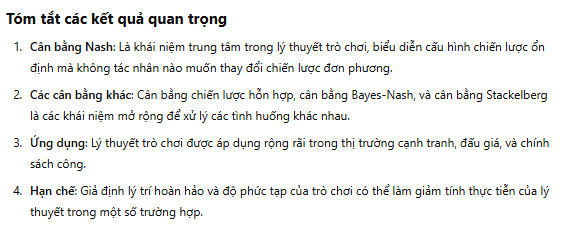 Tóm tắt các kết quả quan trọng
1. Cân bằng Nash: Là khái niệm trung tâm trong lý thuyết trò chơi, biểu diễn cấu hình chiến lược ổn
định mà không tác nhân nào muốn thay đổi chiến lược đơn phương.
2. Các cân bằng khác: Cân bằng chiến lược hỗn hợp, cân bằng Bayes-Nash, và cân bằng Stackelberg
là các khái niệm mở rộng để xử lý các tình huống khác nhau.
3. Ứng dụng: Lý thuyết trò chơi được áp dụng rộng rãi trong thị trường cạnh tranh, đấu giá, và chính
sách công.
4. Hạn chế: Giả định lý trí hoàn hảo và độ phức tạp của trò chơi có thể làm giảm tính thực tiễn của lý
thuyết trong một số trường hợp.